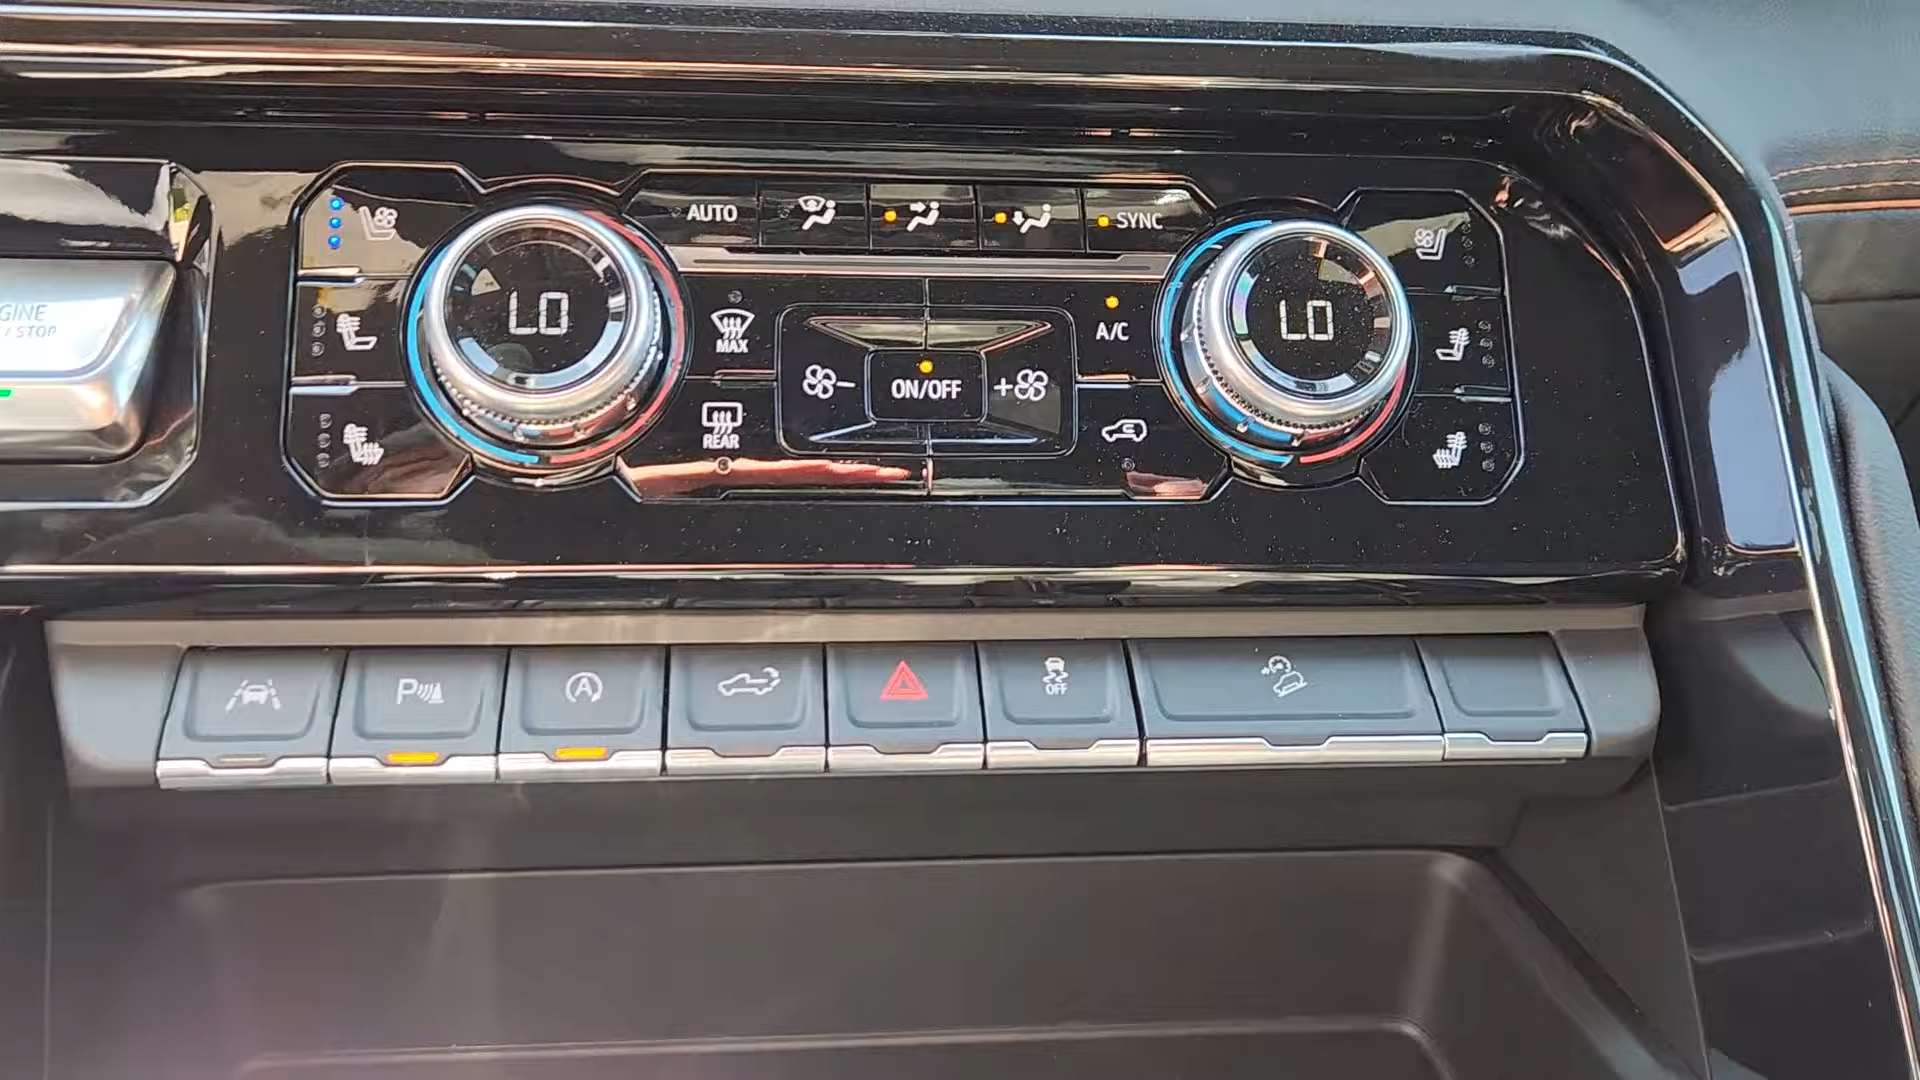 GINE
/ STOP
AUTO
SYNC
LO
LO
MAX
A/C
ON/OFF
- +
REAR
P
A
OFF